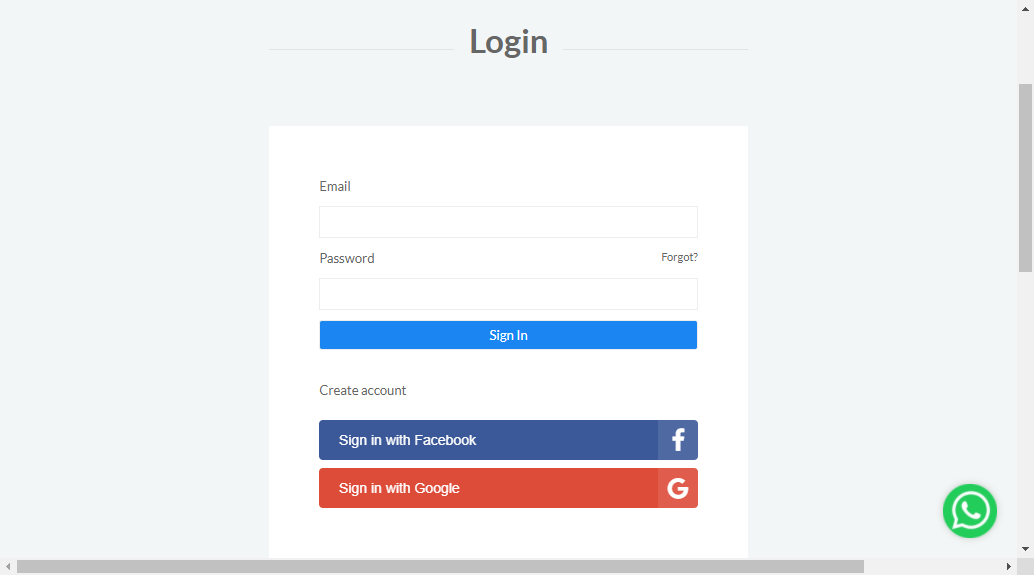 Login
Email
Password
Forgot?
Sign In
Create account
Sign in with Facebook
Sign in with Google